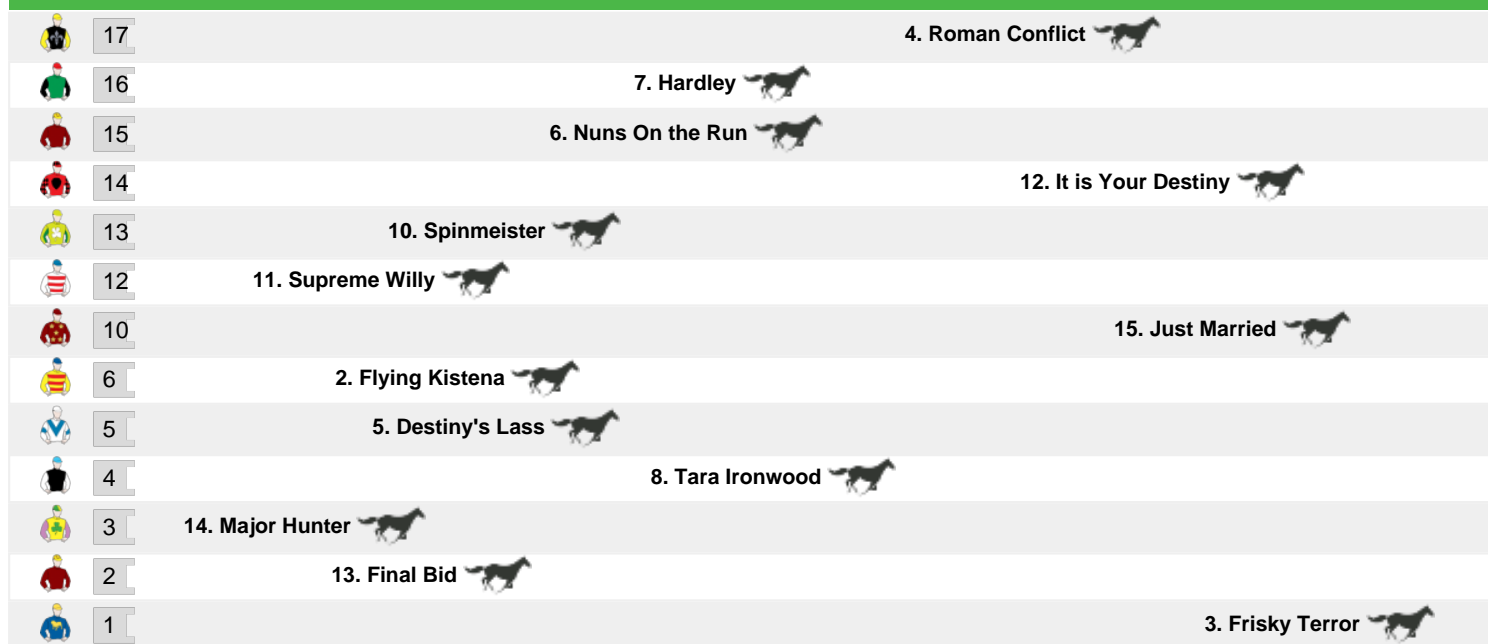 17 4. Roman Conflict
16 7. Hardley
15 6. Nuns On the Run
14 12. It is Your Destiny
13 10. Spinmeister
12 11. Supreme Willy
10 15. Just Married
6 2. Flying Kistena
5 5. Destiny's Lass
4 8. Tara Ironwood
3 14. Major Hunter
2 13. Final Bid
1 3. Frisky Terror